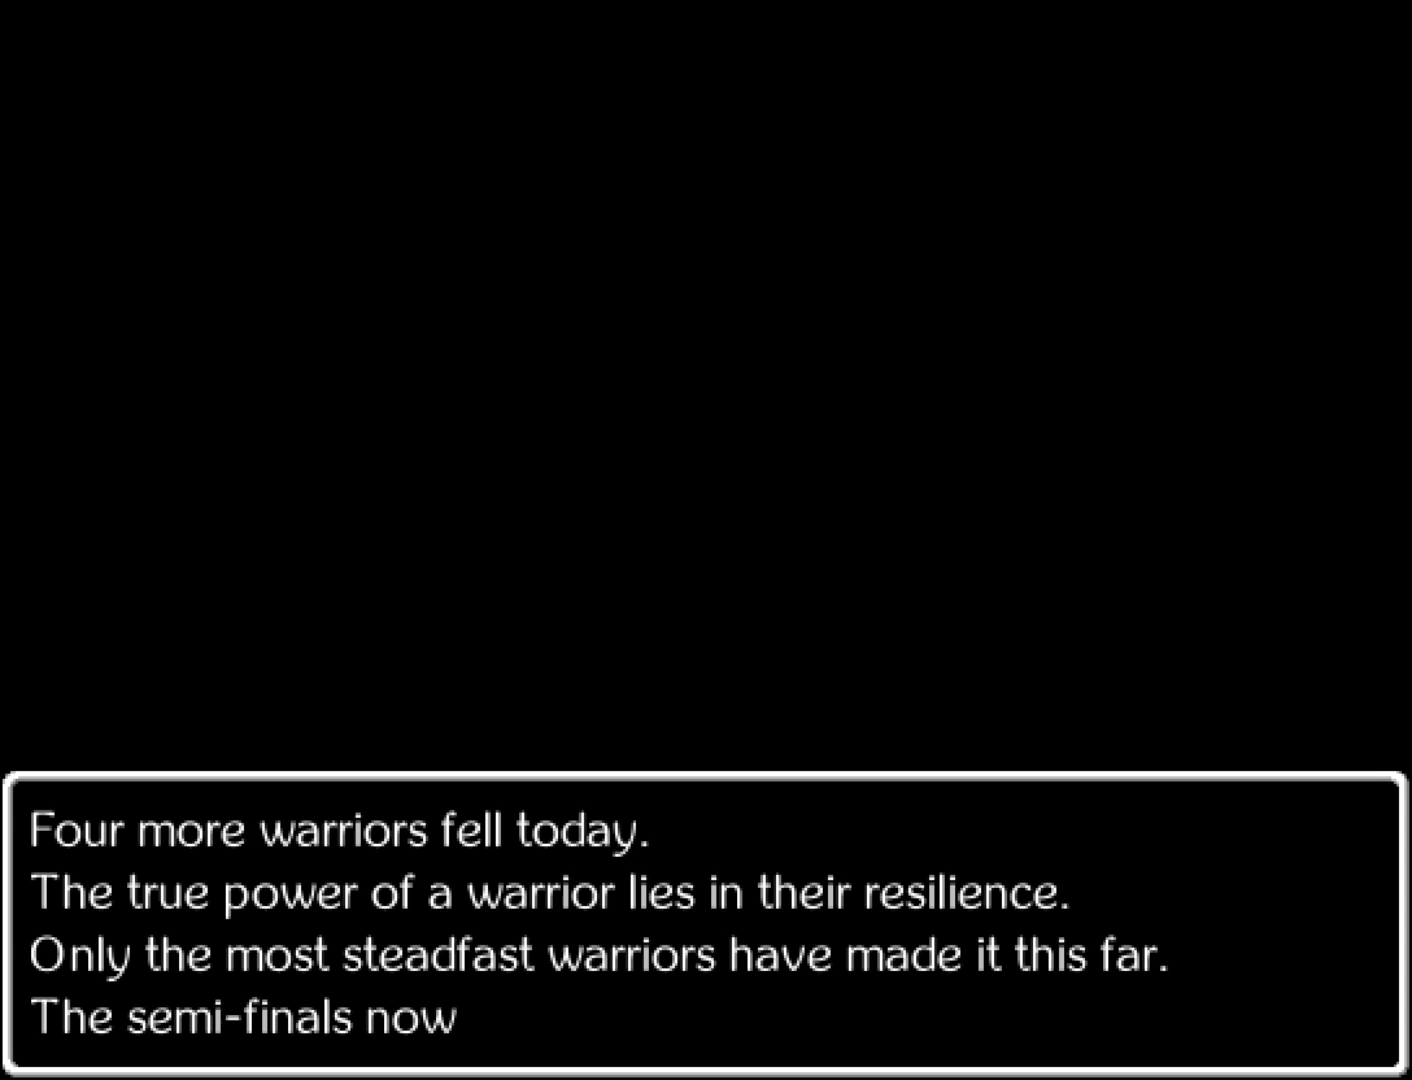 Four more warriors fell today.
The true power of a warrior lies in their resilience.
Only the most steadfast warriors have made it this far.
The semi-finals now